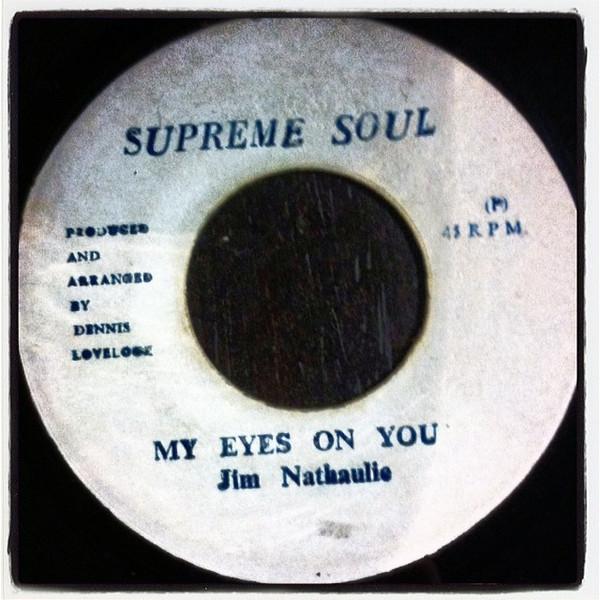 SUPREME SOUL
(P)
45 R P M.
PRODUCED
AND
ARRANGED
BY
DENNIS
LOVELOCK
MY EYES ON YOU
Jim Nathaulie